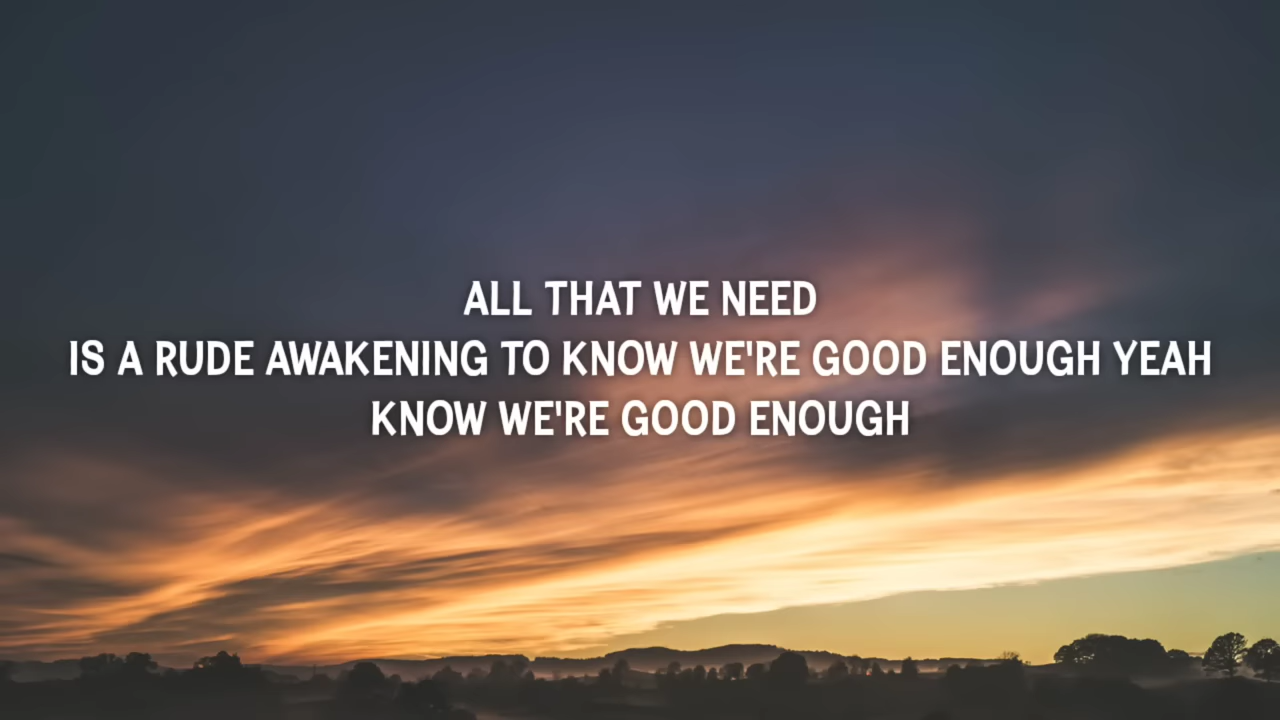 ALL THAT WE NEED
IS A RUDE AWAKENING TO KNOW WE'RE GOOD ENOUGH YEAH
KNOW WE'RE GOOD ENOUGH